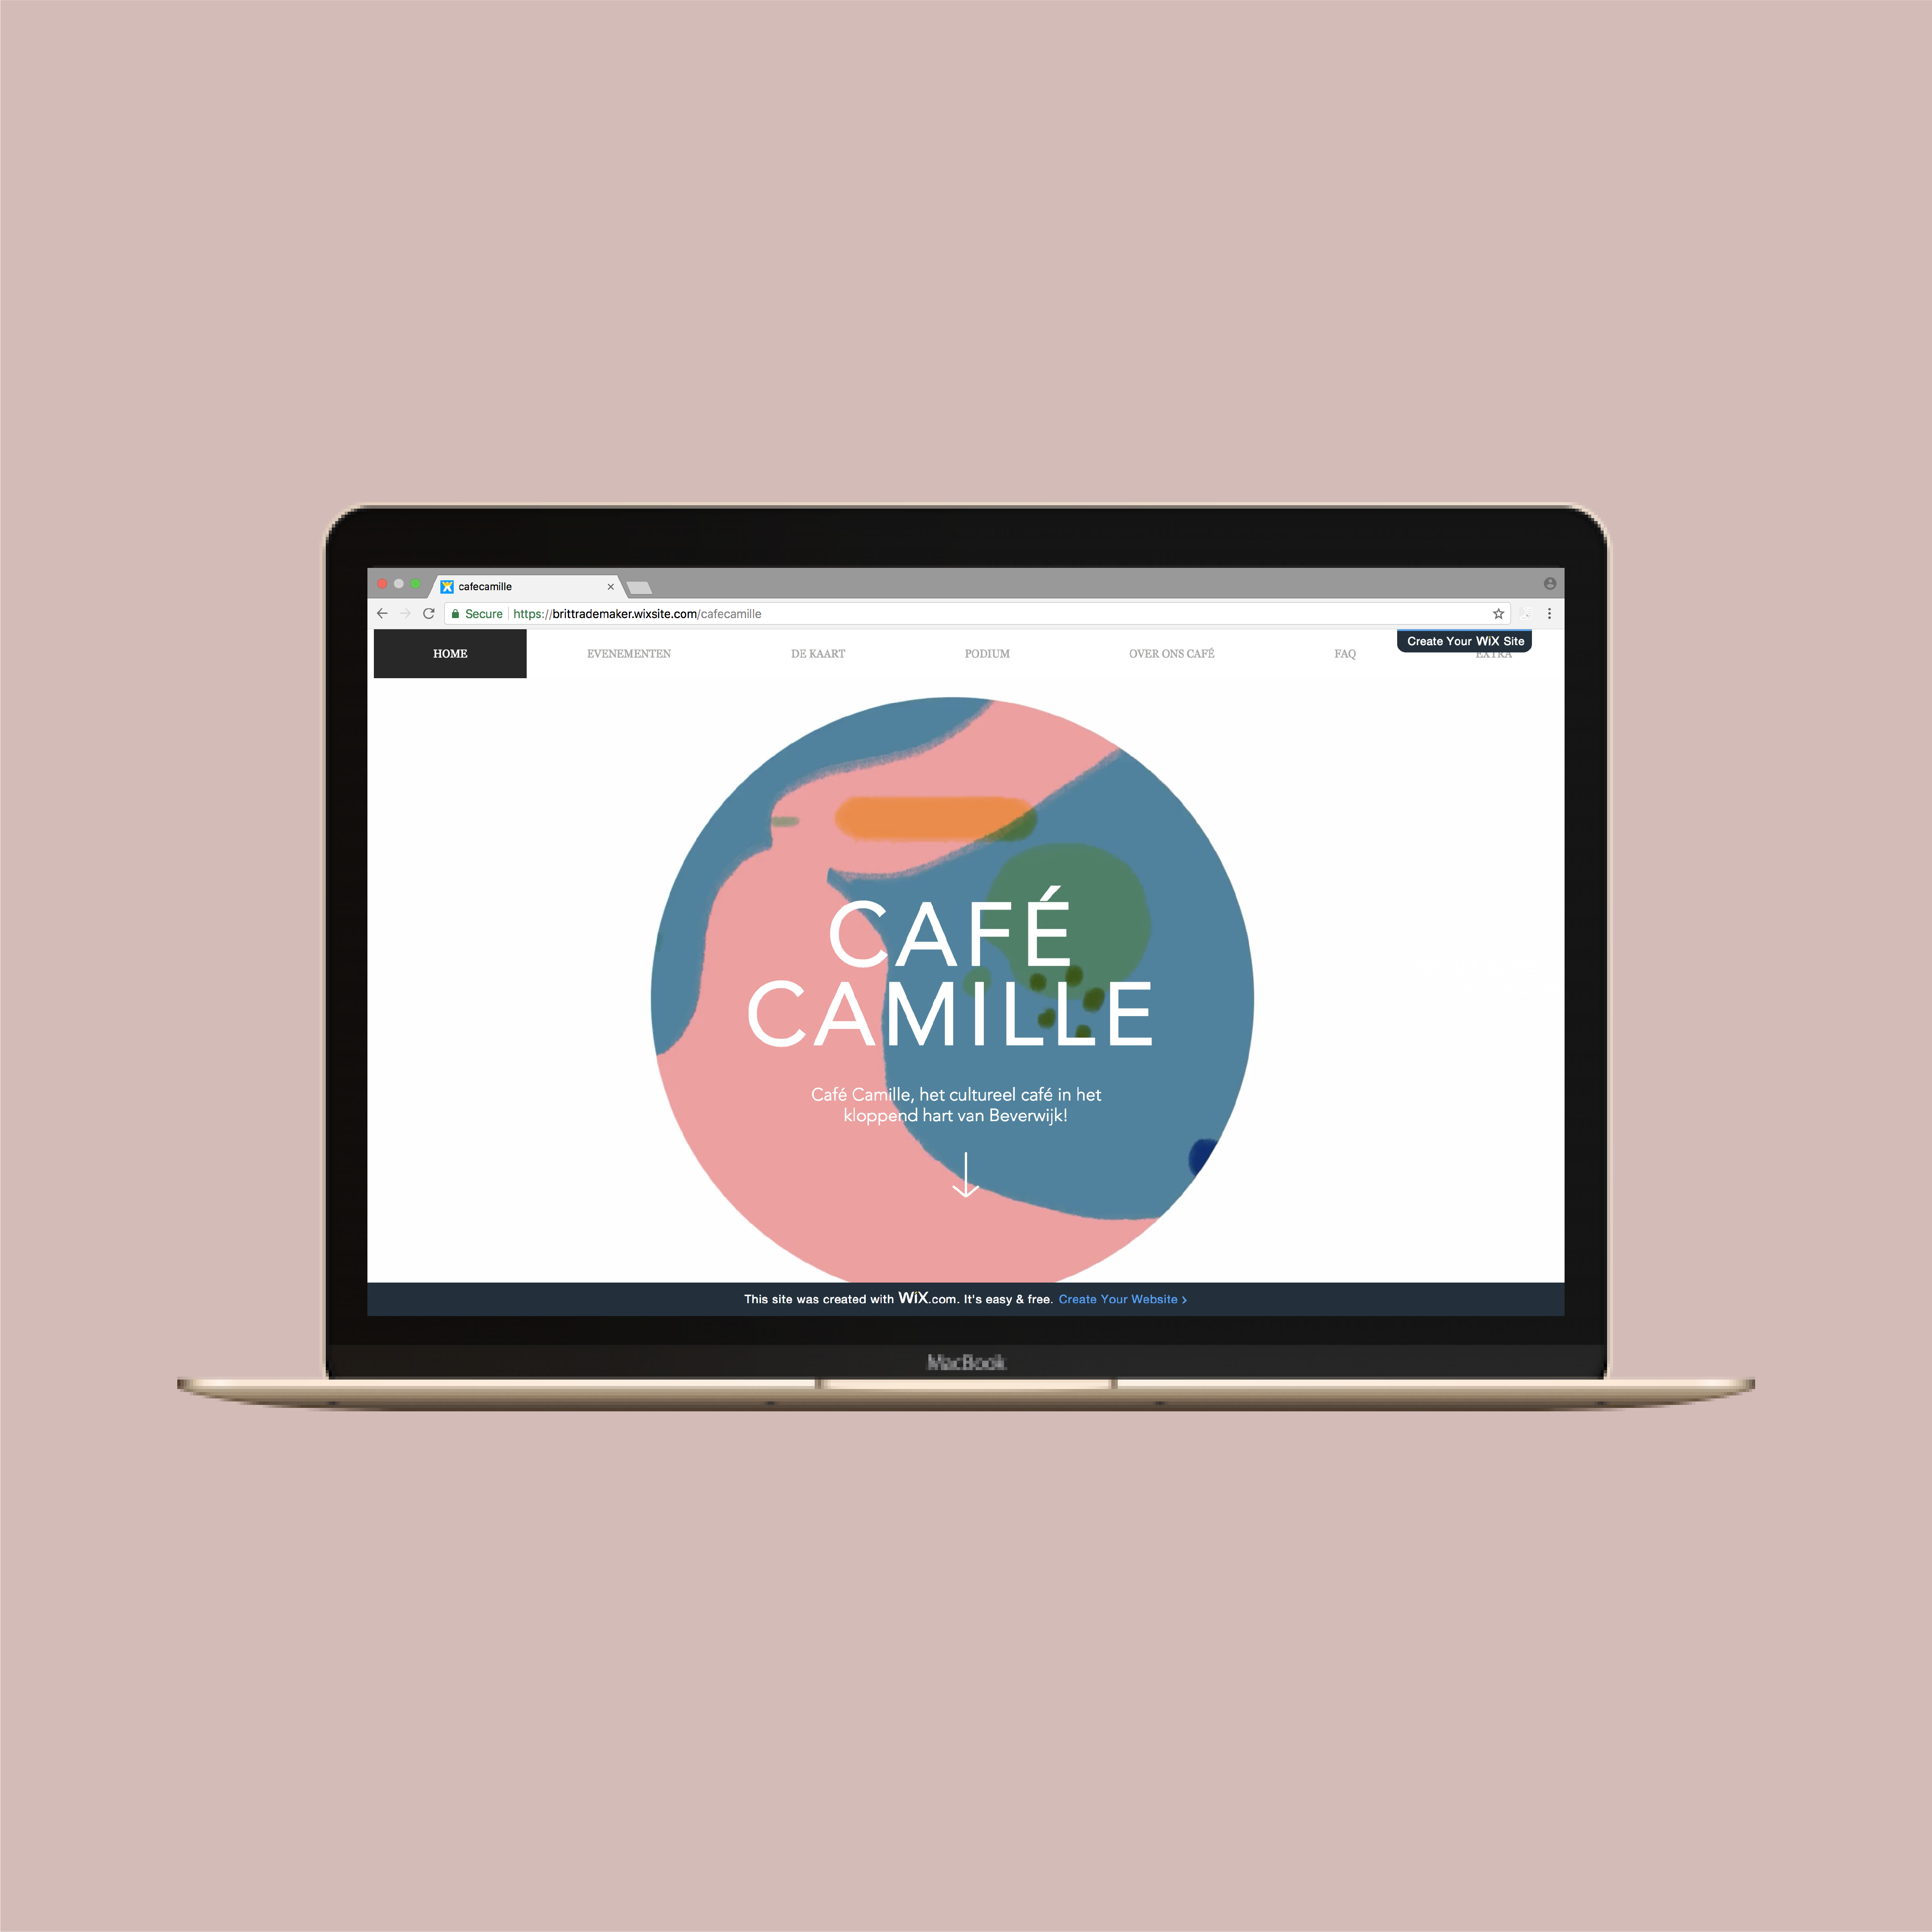 cafecamille
Secure https://brittrademaker.wixsite.com/cafecamille
Create Your WiX Site
HOME EVENEMENTEN DE KAART PODIUM OVER ONS CAFÉ FAQ EXTRA
CAFÉ
CAMILLE
Café Camille, het cultureel café in het
kloppend hart van Beverwijk!
This site was created with WiX.com. It's easy & free. Create Your Website >
MacBook